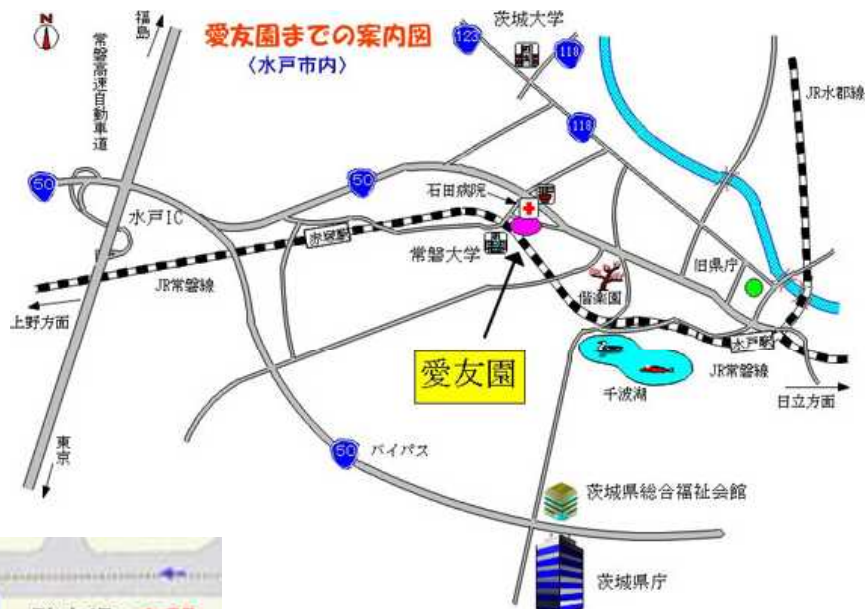 N
愛友園までの案内図
〈水戸市内〉
福島
常磐高速自動車道
茨城大学
123
118
118
JR水都線
50
50
水戸IC
石田病院
赤塚駅
常磐大学
JR常磐線
上野方面
偕楽園
旧県庁
水戸駅
JR常磐線
日立方面
愛友園
千波湖
東京
50
バイパス
茨城県総合福祉会館
茨城県庁